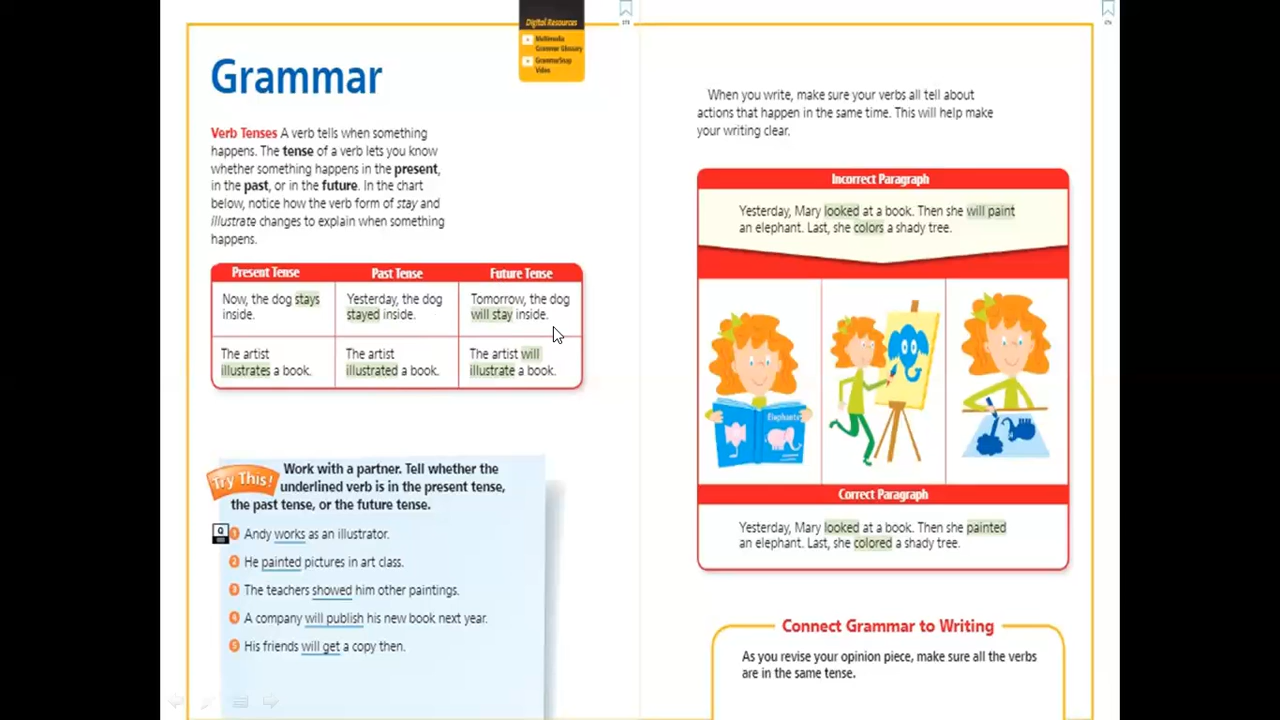 Digital Resources
Multimedia
Grammar Glossary
GrammarSnap
Video
Grammar
Verb Tenses A verb tells when something
happens. The tense of a verb lets you know
whether something happens in the present,
in the past, or in the future. In the chart
below, notice how the verb form of stay and
illustrate changes to explain when something
happens.
Present Tense Past Tense Future Tense
Now, the dog stays
inside.
Yesterday, the dog
stayed inside.
Tomorrow, the dog
will stay inside.
The artist
illustrates a book.
The artist
illustrated a book.
The artist will
illustrate a book.
Try This!
Work with a partner. Tell whether the
underlined verb is in the present tense,
the past tense, or the future tense.
1 Andy works as an illustrator.
2 He painted pictures in art class.
3 The teachers showed him other paintings.
4 A company will publish his new book next year.
5 His friends will get a copy then.
When you write, make sure your verbs all tell about
actions that happen in the same time. This will help make
your writing clear.
Incorrect Paragraph
Yesterday, Mary looked at a book. Then she will paint
an elephant. Last, she colors a shady tree.
Elephants
Correct Paragraph
Yesterday, Mary looked at a book. Then she painted
an elephant. Last, she colored a shady tree.
Connect Grammar to Writing
As you revise your opinion piece, make sure all the verbs
are in the same tense.